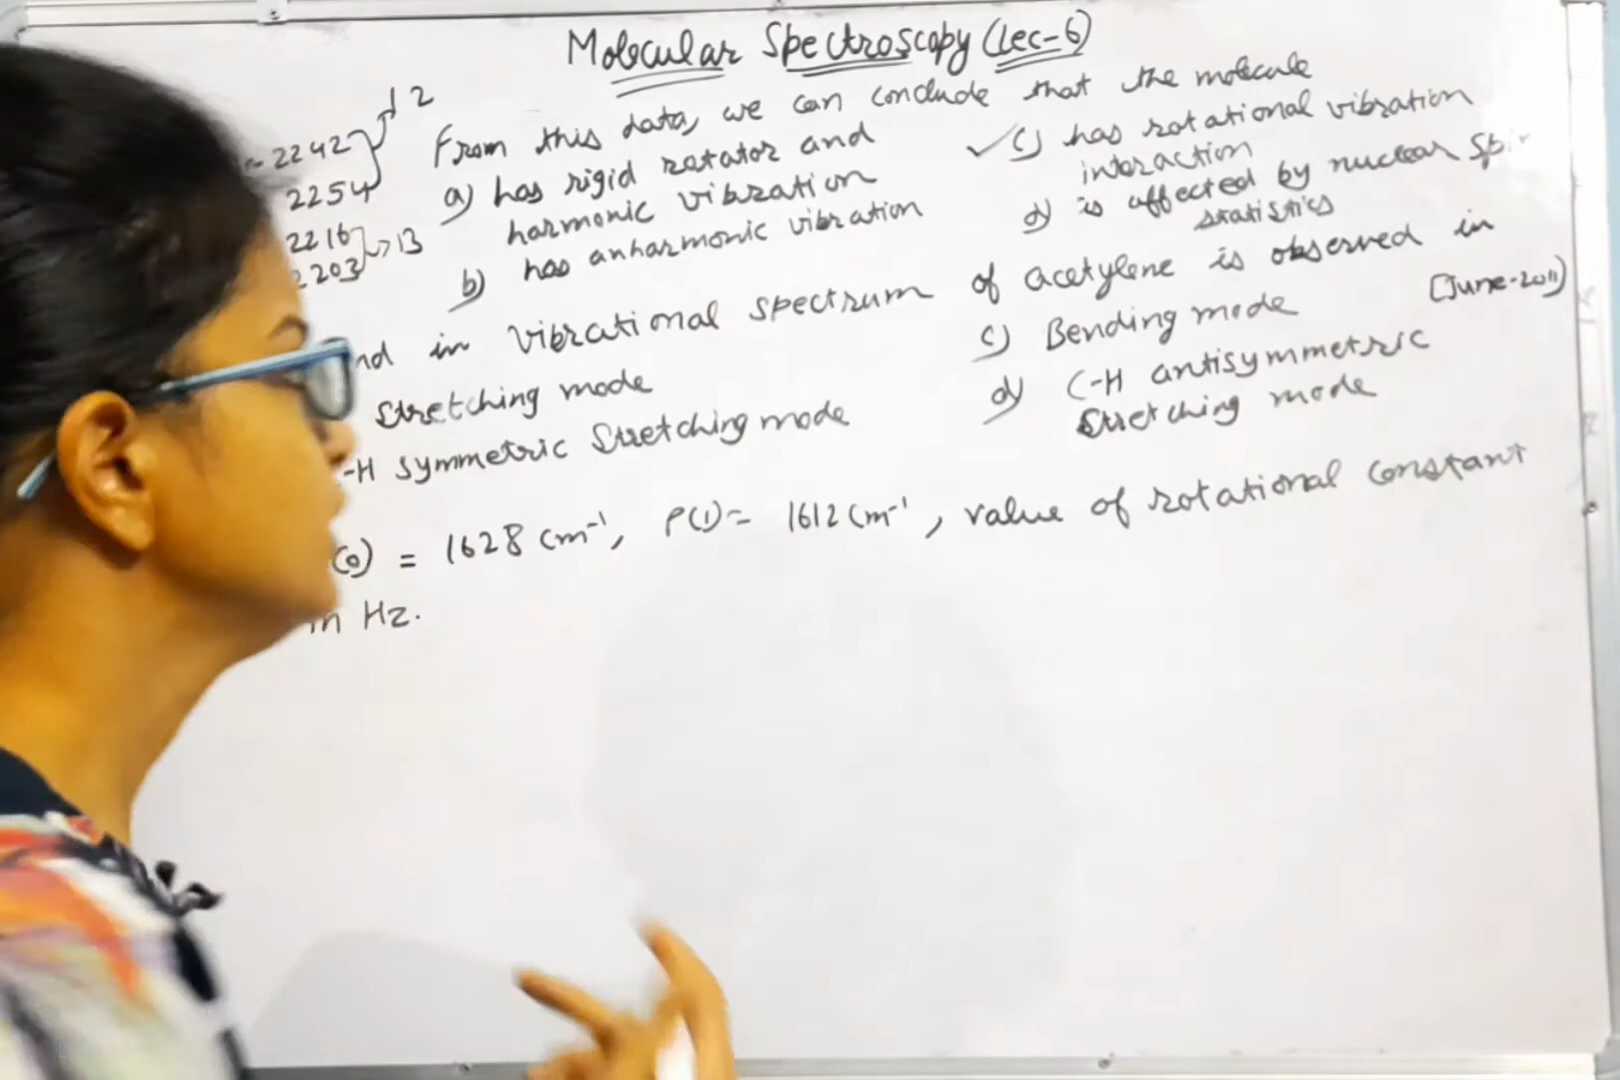 Molecular Spectroscopy (Lec-6)
2242 12
2254
2216 13
2203
From this data, we can conclude that the molecule
a) has rigid rotator and
harmonic vibration
b) has anharmonic vibration
c) has rotational vibration
interaction
d) is affected by nuclear
statistics
in vibrational spectrum of acetylene is observed in
[June-2011)
Stretching mode
-H symmetric Stretching mode
c) Bending mode
d) C-H antisymmetric
Stretching mode
(0) = 1628 cm⁻¹, P(1) = 1612 cm⁻¹, value of rotational constant
in Hz.